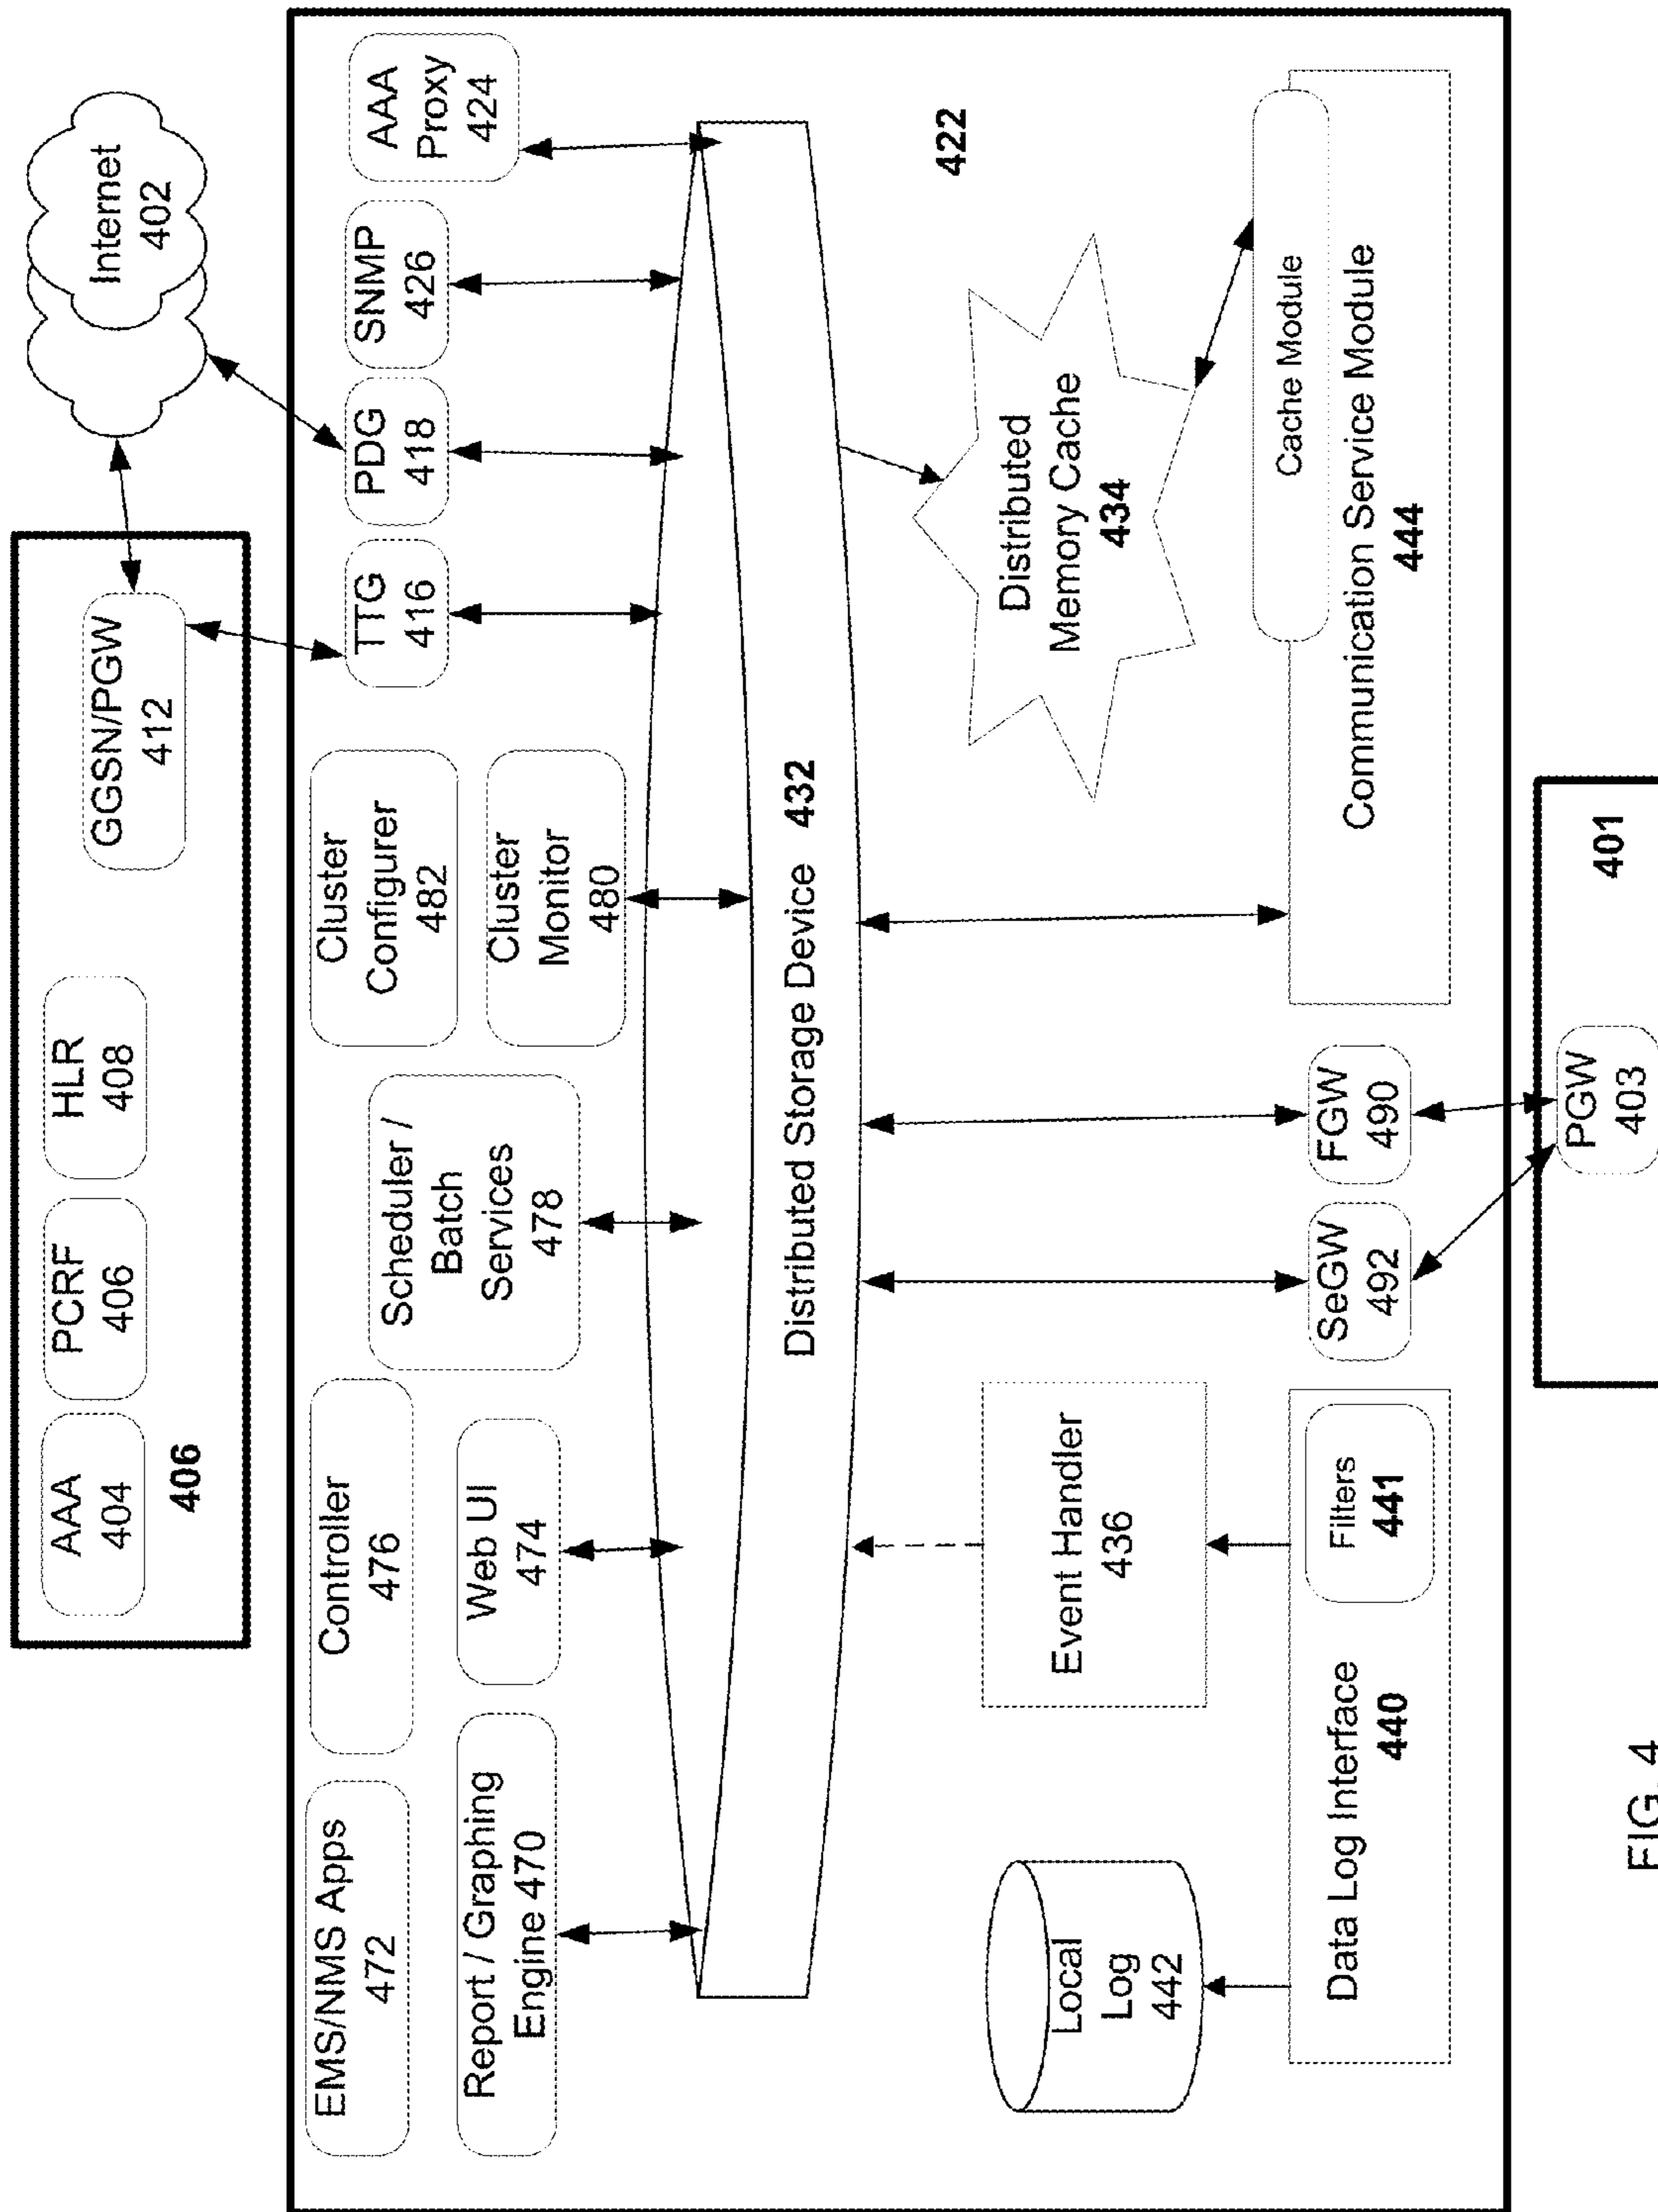 Internet
402
AAA
404
PCRF
406
HLR
408
GGSN/PGW
412
406
EMS/NMS Apps
472
Controller
476
Report / Graphing
Engine 470
Web UI
474
Scheduler /
Batch
Services
478
Cluster
Configurer
482
Cluster
Monitor
480
TTG
416
PDG
418
SNMP
426
AAA
Proxy
424
Distributed Storage Device 432
422
Distributed
Memory Cache
434
Local
Log
442
Event Handler
436
Data Log Interface
440
Filters
441
SeGW
492
FGW
490
Cache Module
Communication Service Module
444
401
PGW
403
FIG. 4